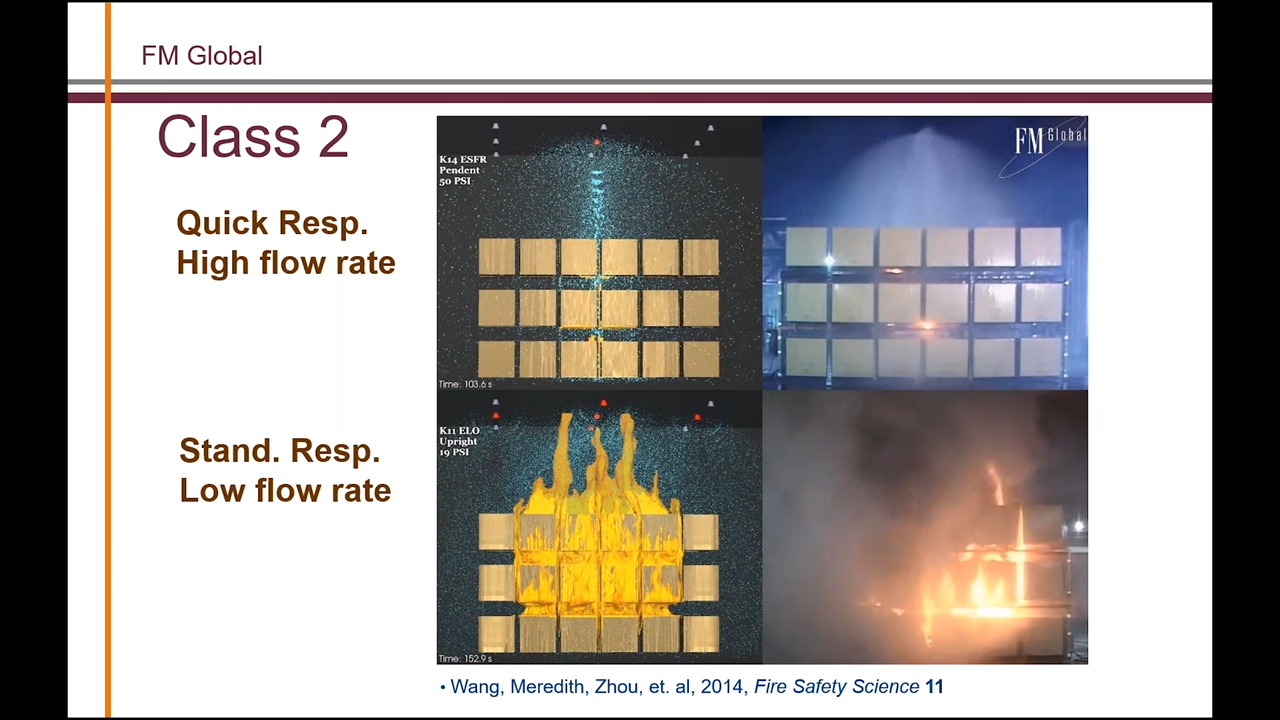 FM Global
Class 2
Quick Resp.
High flow rate
K14 ESFR
Pendent
50 PSI
Time: 103.6 s
FM Global
Stand. Resp.
Low flow rate
K11 ELO
Upright
19 PSI
Time: 152.9 s
• Wang, Meredith, Zhou, et. al, 2014, Fire Safety Science 11